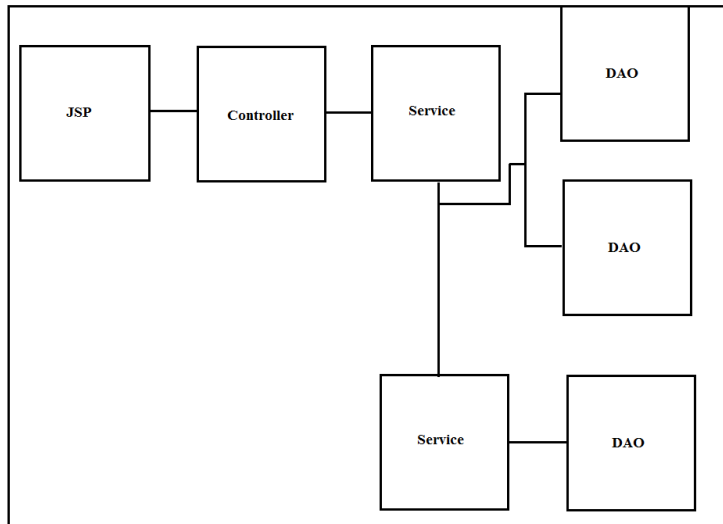 JSP
Controller
Service
DAO
DAO
Service
DAO